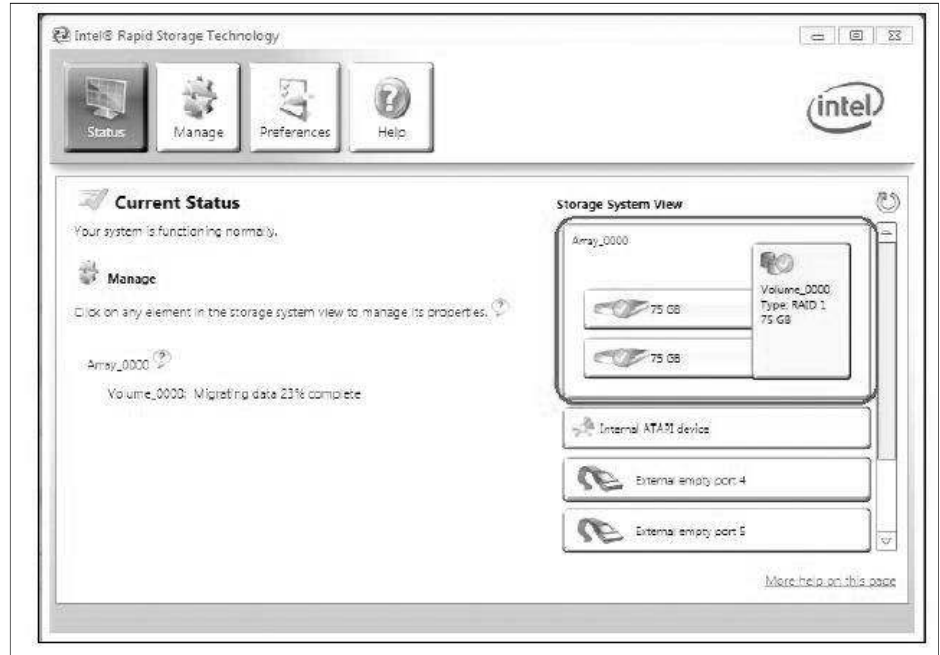 Intel® Rapid Storage Technology
Status
Manage
Preferences
Help
intel
Current Status
Your system is functioning normally.
Manage
Click on any element in the storage system view to manage its properties.
Array_0000
Volume_0000: Migrating data 23% complete
Storage System View
Array_0000
75 GB
75 GB
Volume_0000
Type: RAID 1
75 GB
Internal ATAPI device
External empty port 4
External empty port 5
More help on this page